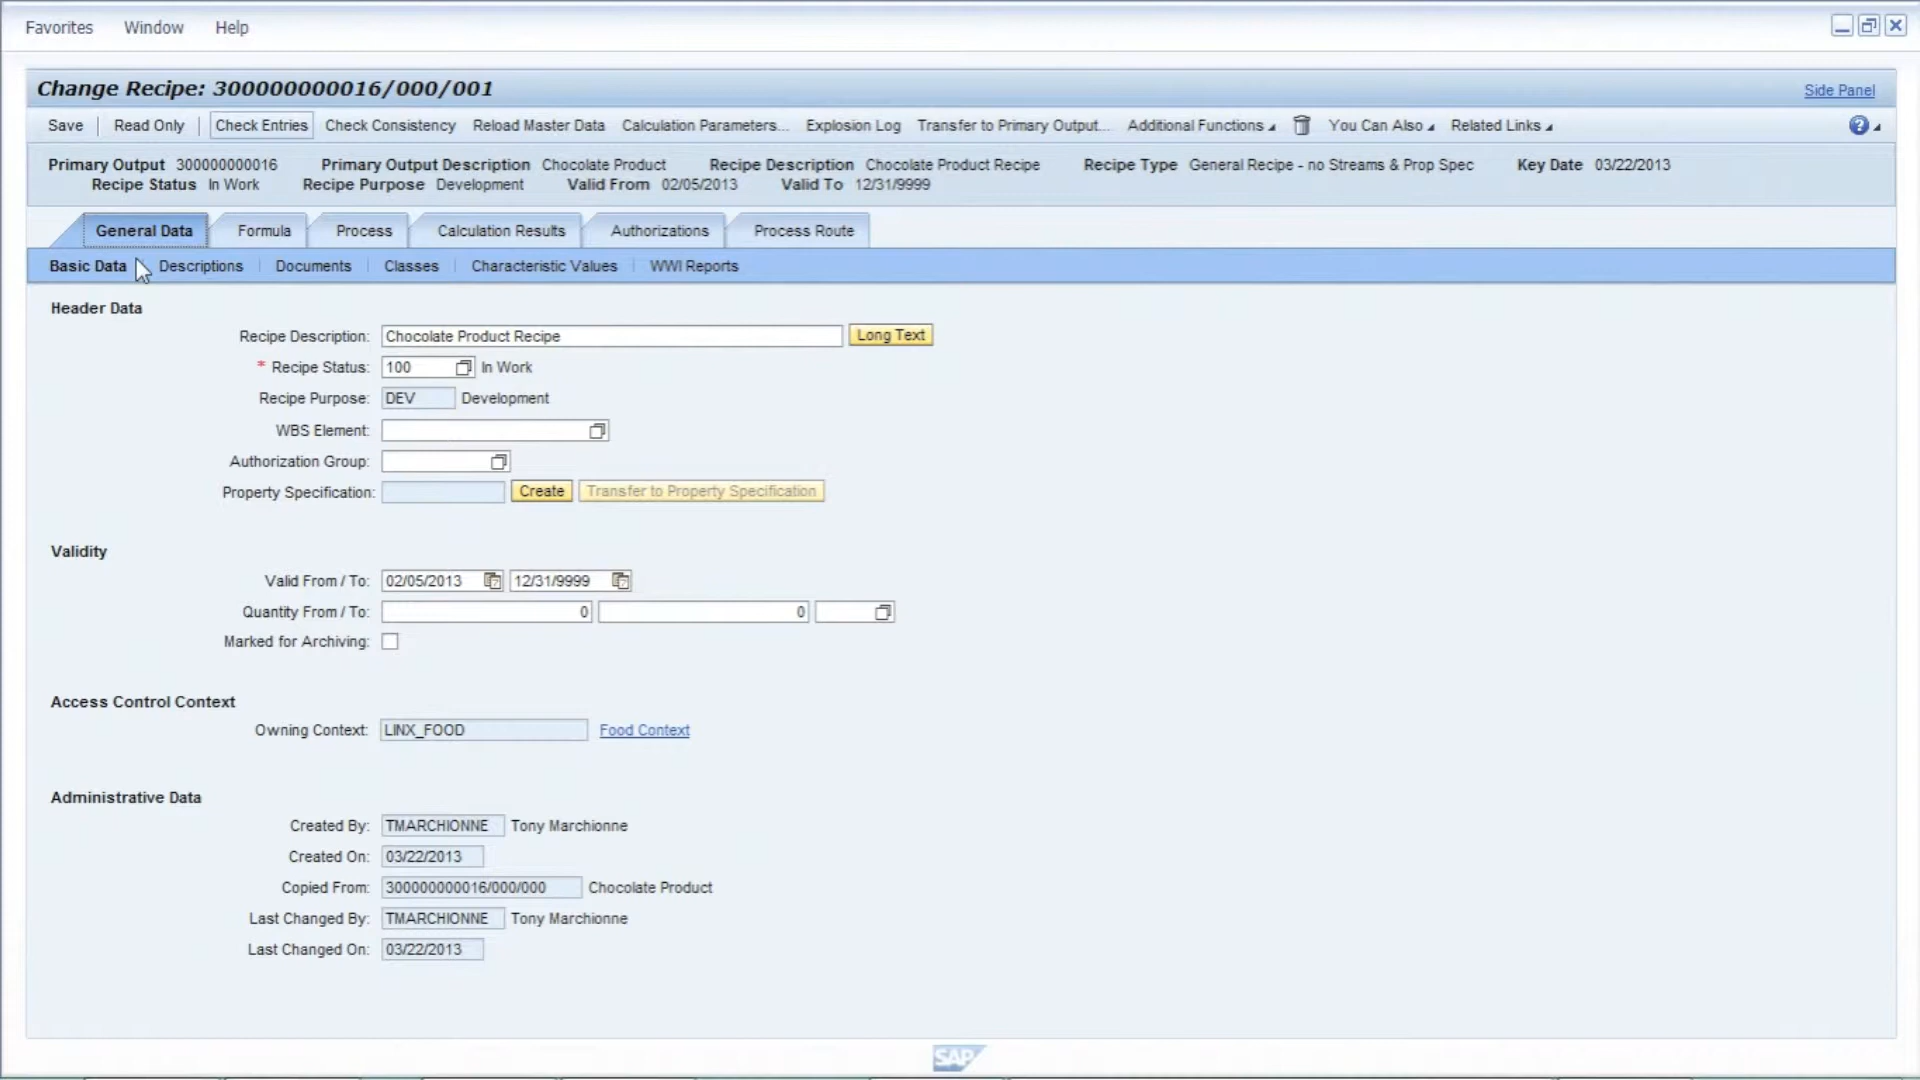 Favorites Window Help
Change Recipe: 300000000016/000/001
Side Panel
Save Read Only Check Entries Check Consistency Reload Master Data Calculation Parameters... Explosion Log Transfer to Primary Output... Additional Functions You Can Also Related Links
Primary Output 300000000016 Primary Output Description Chocolate Product Recipe Description Chocolate Product Recipe Recipe Type General Recipe - no Streams & Prop Spec Key Date 03/22/2013
Recipe Status In Work Recipe Purpose Development Valid From 02/05/2013 Valid To 12/31/9999
General Data Formula Process Calculation Results Authorizations Process Route
Basic Data Descriptions Documents Classes Characteristic Values WWI Reports
Header Data
Recipe Description: Chocolate Product Recipe Long Text
* Recipe Status: 100 In Work
Recipe Purpose: DEV Development
WBS Element:
Authorization Group:
Property Specification: Create Transfer to Property Specification
Validity
Valid From / To: 02/05/2013 12/31/9999
Quantity From / To: 0 0
Marked for Archiving:
Access Control Context
Owning Context: LINX_FOOD Food Context
Administrative Data
Created By: TMARCHIONNE Tony Marchionne
Created On: 03/22/2013
Copied From: 300000000016/000/000 Chocolate Product
Last Changed By: TMARCHIONNE Tony Marchionne
Last Changed On: 03/22/2013
SAP